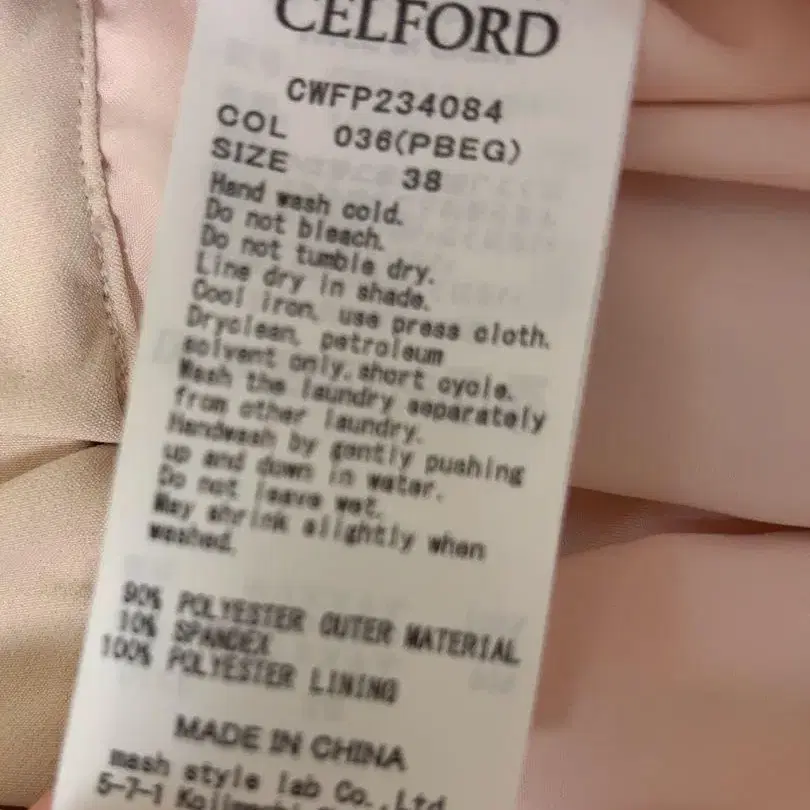 CELFORD
CWFP234084
COL 036(PBEG)
SIZE 38
Hand wash cold.
Do not bleach.
Do not tumble dry.
Line dry in shade.
Cool iron, use press cloth.
Dryclean, petroleum
solvent only,short cycle.
Wash the laundry separately
from other laundry.
Handwash by gently pushing
up and down in water.
Do not leave wet.
May shrink slightly when
washed.
90% POLYESTER OUTER MATERIAL
10% SPANDEX
100% POLYESTER LINING
MADE IN CHINA
mash style lab Co.,Ltd.
5-7-1